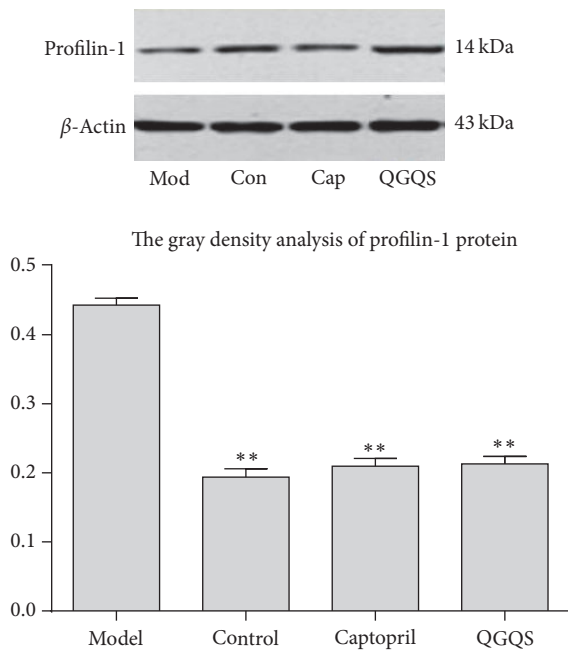 Profilin-1 14 kDa
β-Actin 43 kDa
Mod Con Cap QGQS
The gray density analysis of profilin-1 protein
0.5
0.4
0.3
0.2
0.1
0.0
** ** **
Model Control Captopril QGQS